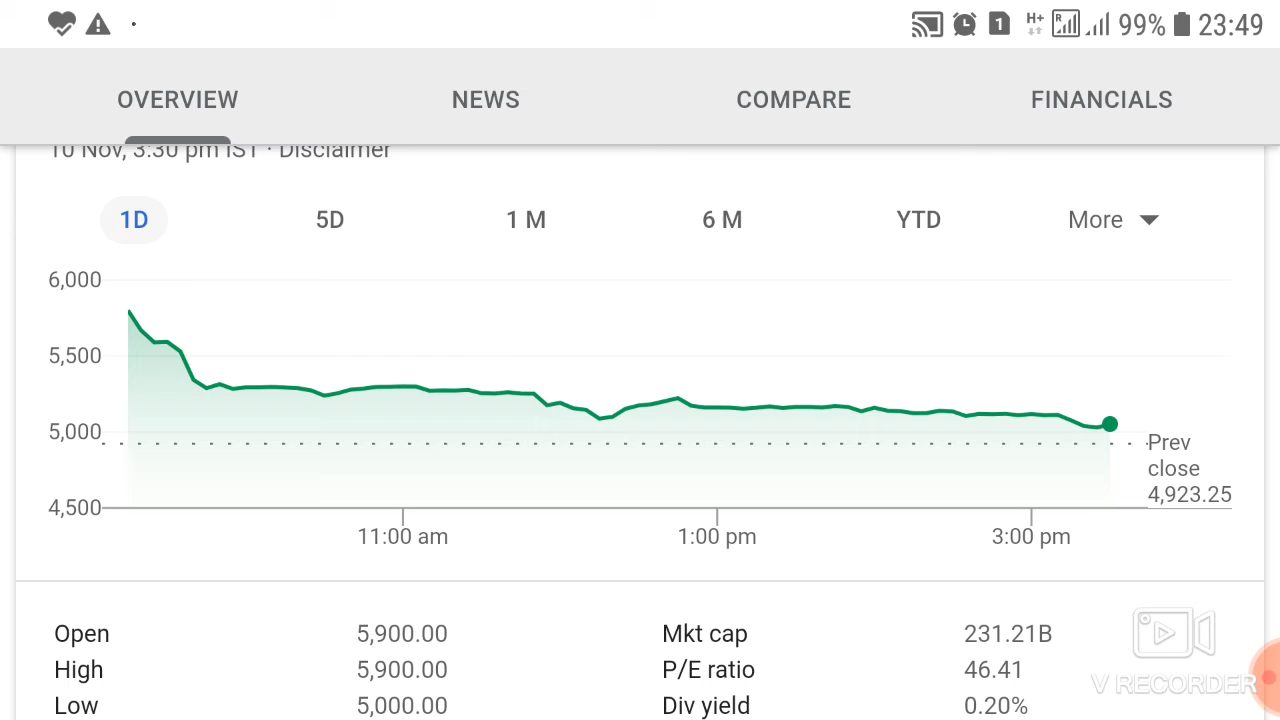 1 H+ R 99% 23:49
OVERVIEW NEWS COMPARE FINANCIALS
10 Nov, 3:30 pm IST · Disclaimer
1D 5D 1 M 6 M YTD More
6,000
5,500
5,000
Prev
close
4,923.25
4,500
11:00 am 1:00 pm 3:00 pm
Open 5,900.00 Mkt cap 231.21B
High 5,900.00 P/E ratio 46.41
Low 5,000.00 Div yield 0.20%
V RECORDER